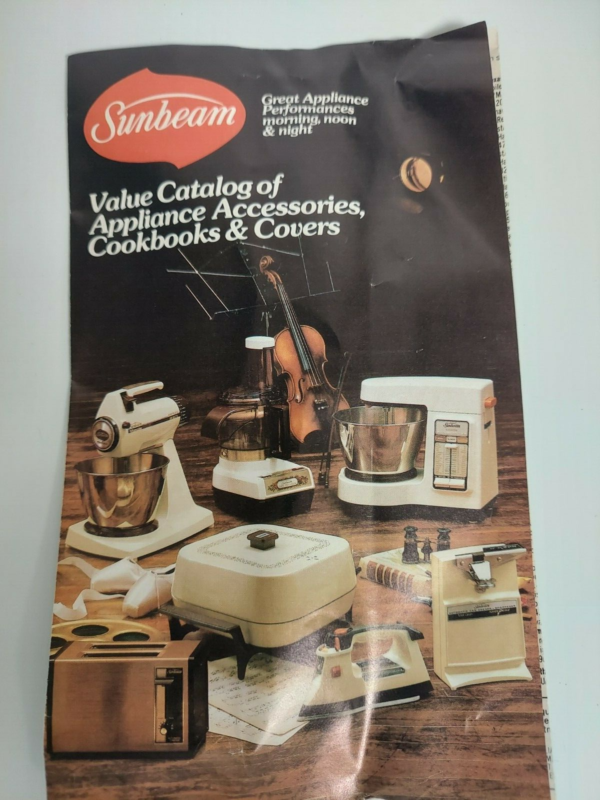 Sunbeam
Great Appliance
Performances
morning, noon
& night
Value Catalog of
Appliance Accessories,
Cookbooks & Covers